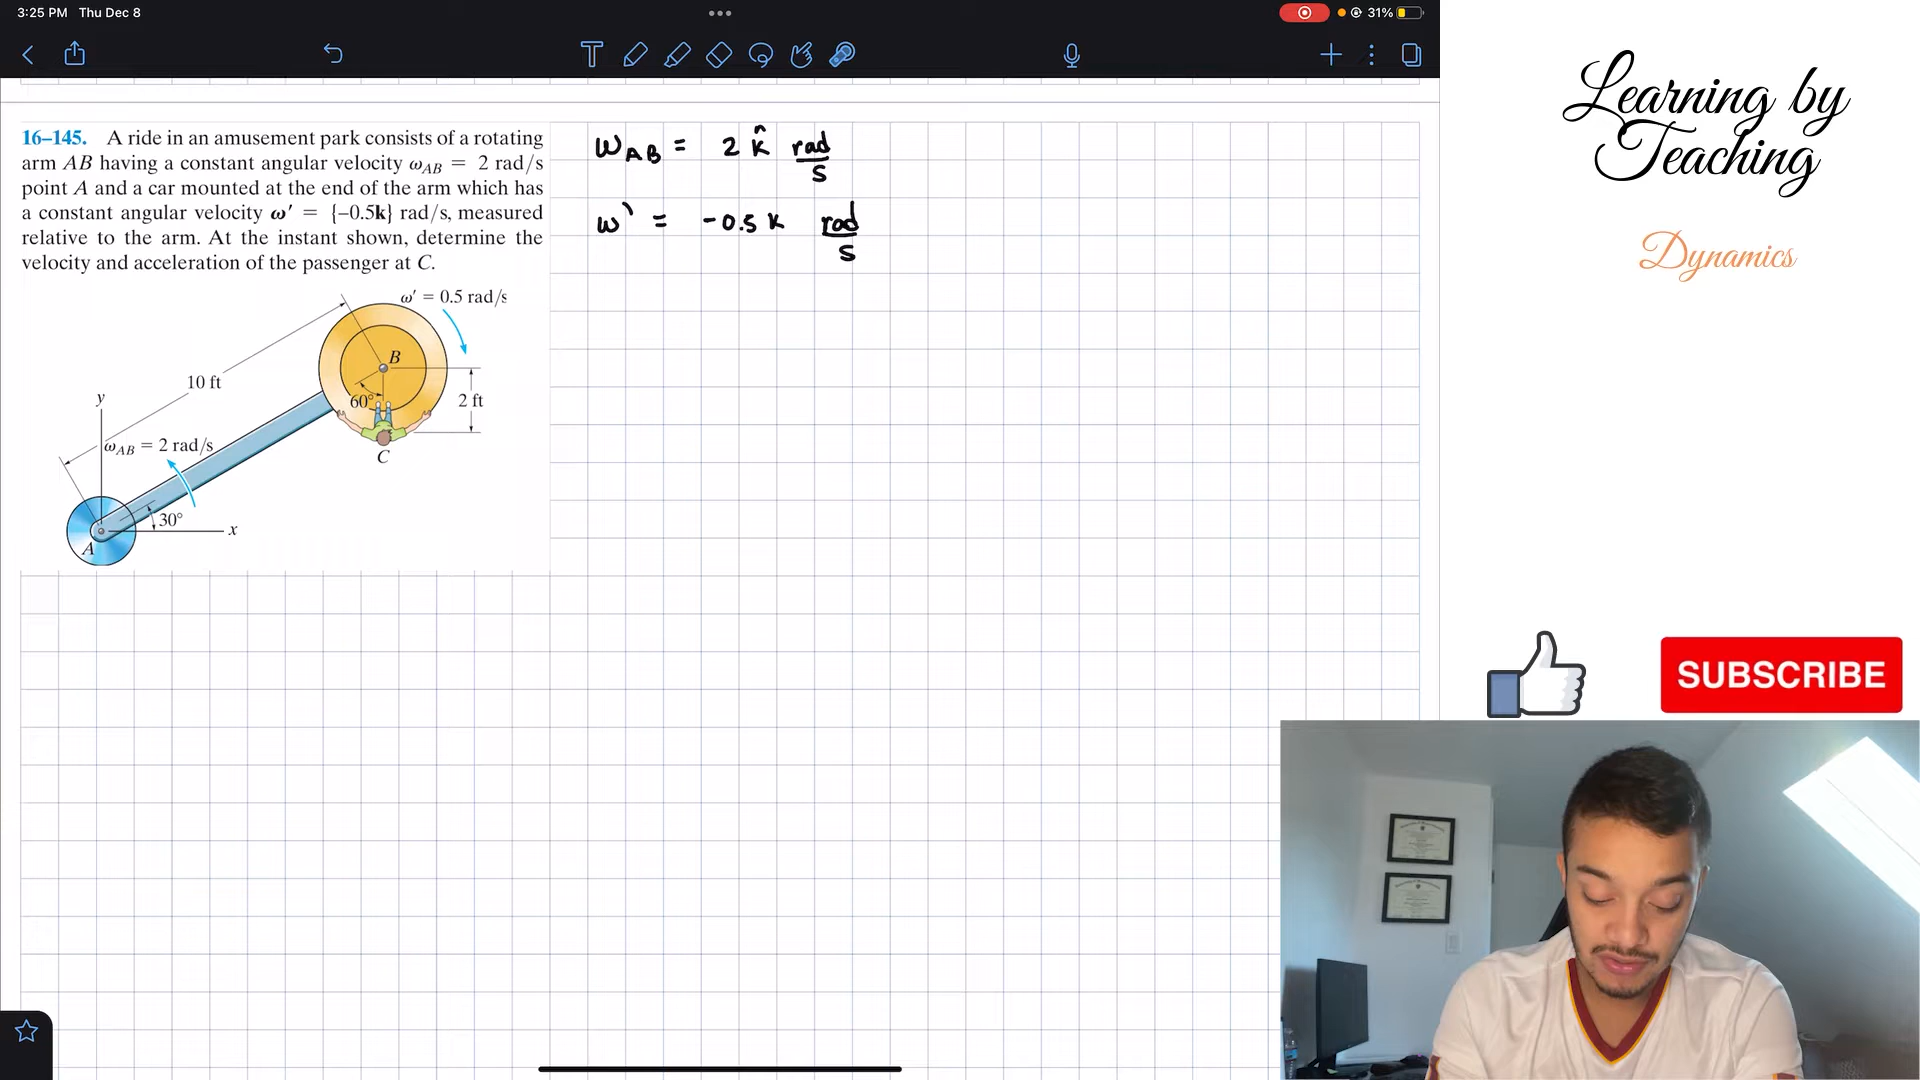 3:25 PM Thu Dec 8
31%
16–145. A ride in an amusement park consists of a rotating
arm AB having a constant angular velocity ω_AB = 2 rad/s
point A and a car mounted at the end of the arm which has
a constant angular velocity ω′ = {–0.5k} rad/s, measured
relative to the arm. At the instant shown, determine the
velocity and acceleration of the passenger at C.
ω′ = 0.5 rad/s
B
10 ft
60°
2 ft
y
ω_AB = 2 rad/s
C
30°
x
A
ω_AB = 2 k̂ rad/s
ω' = -0.5 k rad/s
Learning by
Teaching
Dynamics
SUBSCRIBE